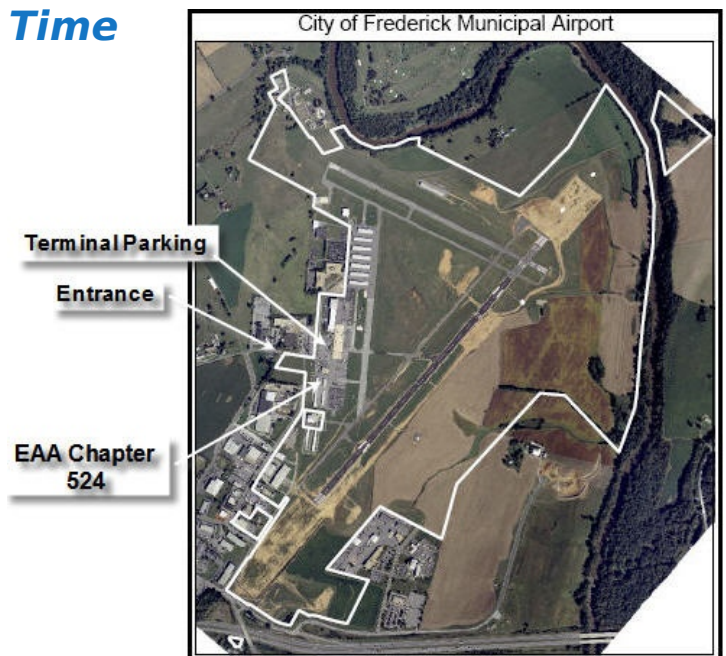 Time
City of Frederick Municipal Airport
Terminal Parking
Entrance
EAA Chapter
524